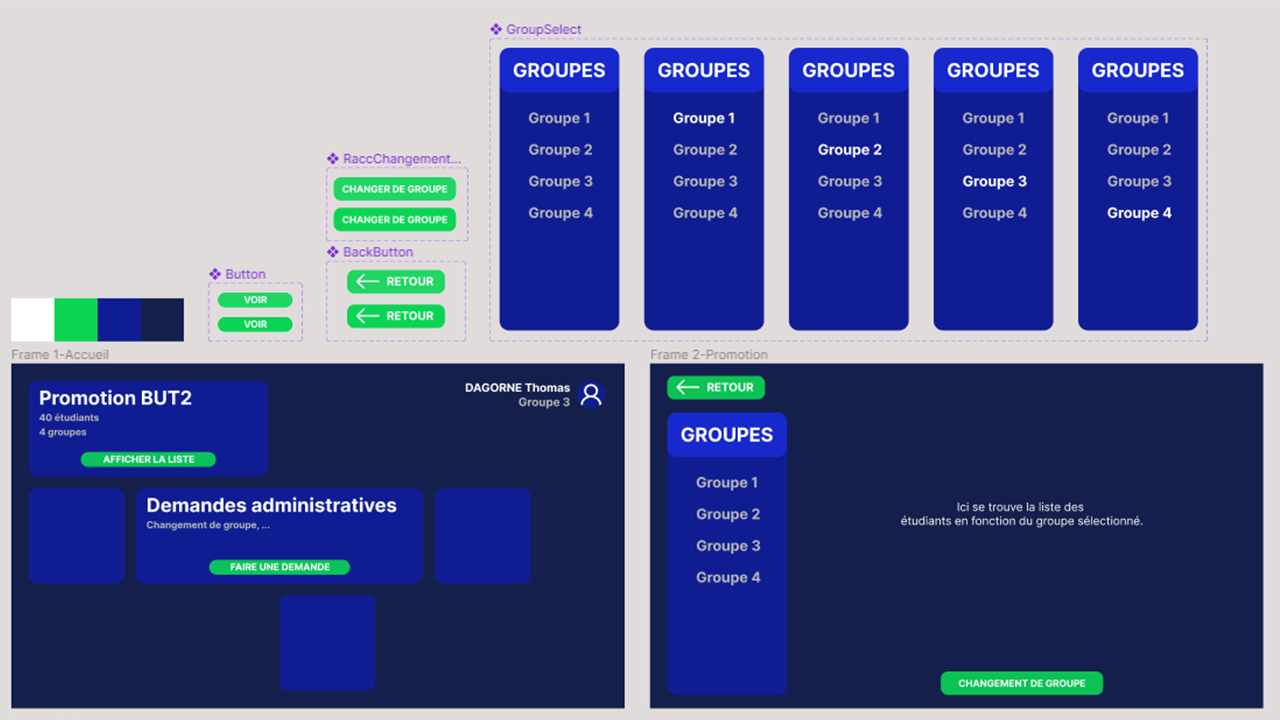 GroupSelect
GROUPES
Groupe 1
Groupe 2
Groupe 3
Groupe 4
GROUPES
Groupe 1
Groupe 2
Groupe 3
Groupe 4
GROUPES
Groupe 1
Groupe 2
Groupe 3
Groupe 4
GROUPES
Groupe 1
Groupe 2
Groupe 3
Groupe 4
GROUPES
Groupe 1
Groupe 2
Groupe 3
Groupe 4
RaccChangement...
CHANGER DE GROUPE
CHANGER DE GROUPE
BackButton
RETOUR
RETOUR
Button
VOIR
VOIR
Frame 1-Accueil
Promotion BUT2
40 étudiants
4 groupes
AFFICHER LA LISTE
DAGORNE Thomas
Groupe 3
Demandes administratives
Changement de groupe, ...
FAIRE UNE DEMANDE
Frame 2-Promotion
RETOUR
GROUPES
Groupe 1
Groupe 2
Groupe 3
Groupe 4
Ici se trouve la liste des
étudiants en fonction du groupe sélectionné.
CHANGEMENT DE GROUPE